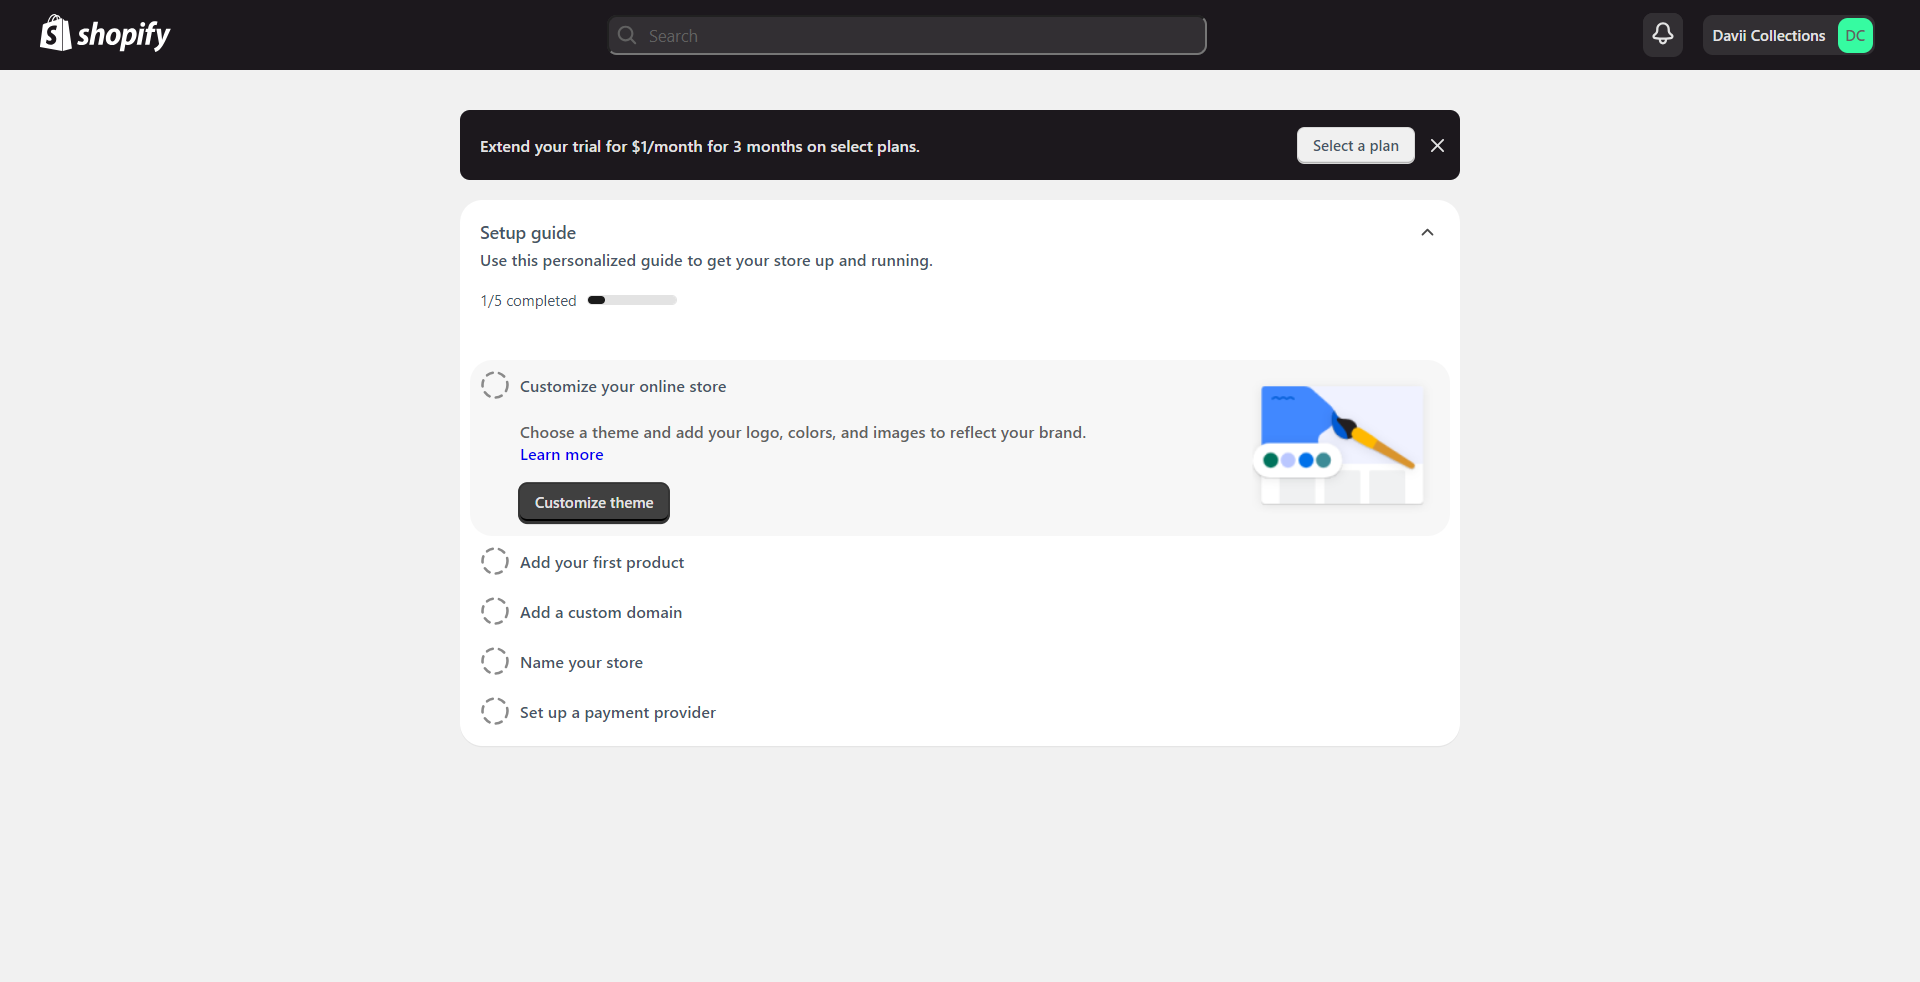 shopify
Search
Davii Collections
DC
Extend your trial for $1/month for 3 months on select plans.
Select a plan
Setup guide
Use this personalized guide to get your store up and running.
1/5 completed
Customize your online store
Choose a theme and add your logo, colors, and images to reflect your brand.
Learn more
Customize theme
Add your first product
Add a custom domain
Name your store
Set up a payment provider